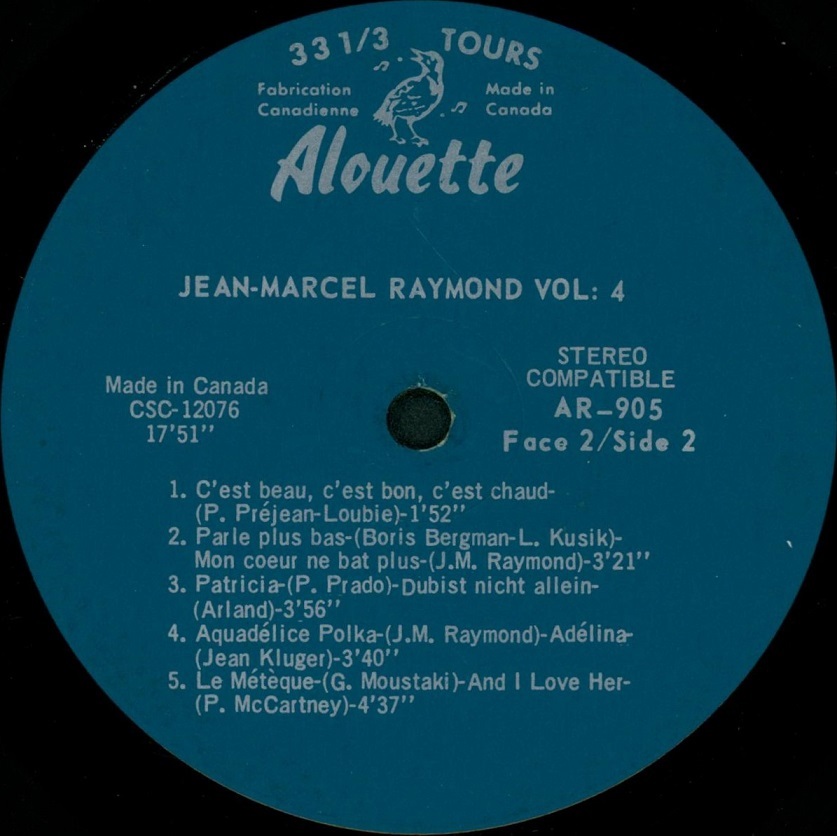 33 1/3 TOURS
Fabrication Canadienne
Made in Canada
Alouette
JEAN-MARCEL RAYMOND VOL: 4
Made in Canada
CSC-12076
17'51''
STEREO
COMPATIBLE
AR-905
Face 2/Side 2
1. C'est beau, c'est bon, c'est chaud-
(P. Préjean-Loubie)-1'52''
2. Parle plus bas-(Boris Bergman-L. Kusik)-
Mon coeur ne bat plus-(J.M. Raymond)-3'21''
3. Patricia-(P. Prado)-Dubist nicht allein-
(Arland)-3'56''
4. Aquadélice Polka-(J.M. Raymond)-Adélina-
(Jean Kluger)-3'40''
5. Le Métèque-(G. Moustaki)-And I Love Her-
(P. McCartney)-4'37''